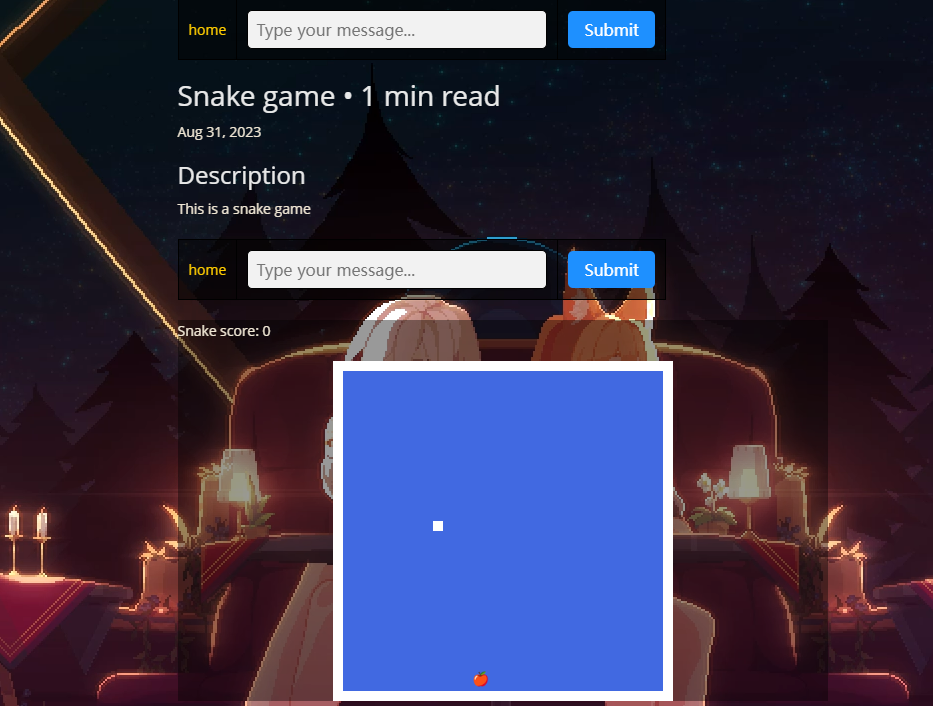 home Type your message... Submit
Snake game • 1 min read
Aug 31, 2023
Description
This is a snake game
home Type your message... Submit
Snake score: 0